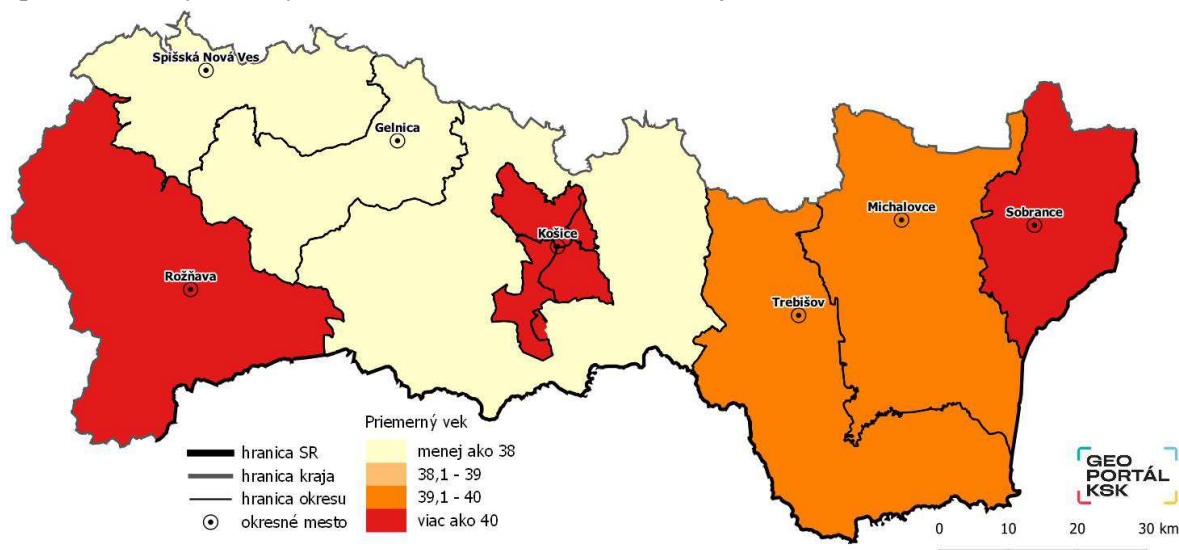 Spišská Nová Ves
Gelnica
Košice
Rožňava
Michalovce
Sobrance
Trebišov
Priemerný vek
hranica SR
hranica kraja
hranica okresu
okresné mesto
menej ako 38
38,1 - 39
39,1 - 40
viac ako 40
GEO
PORTÁL
KSK
0 10 20 30 km